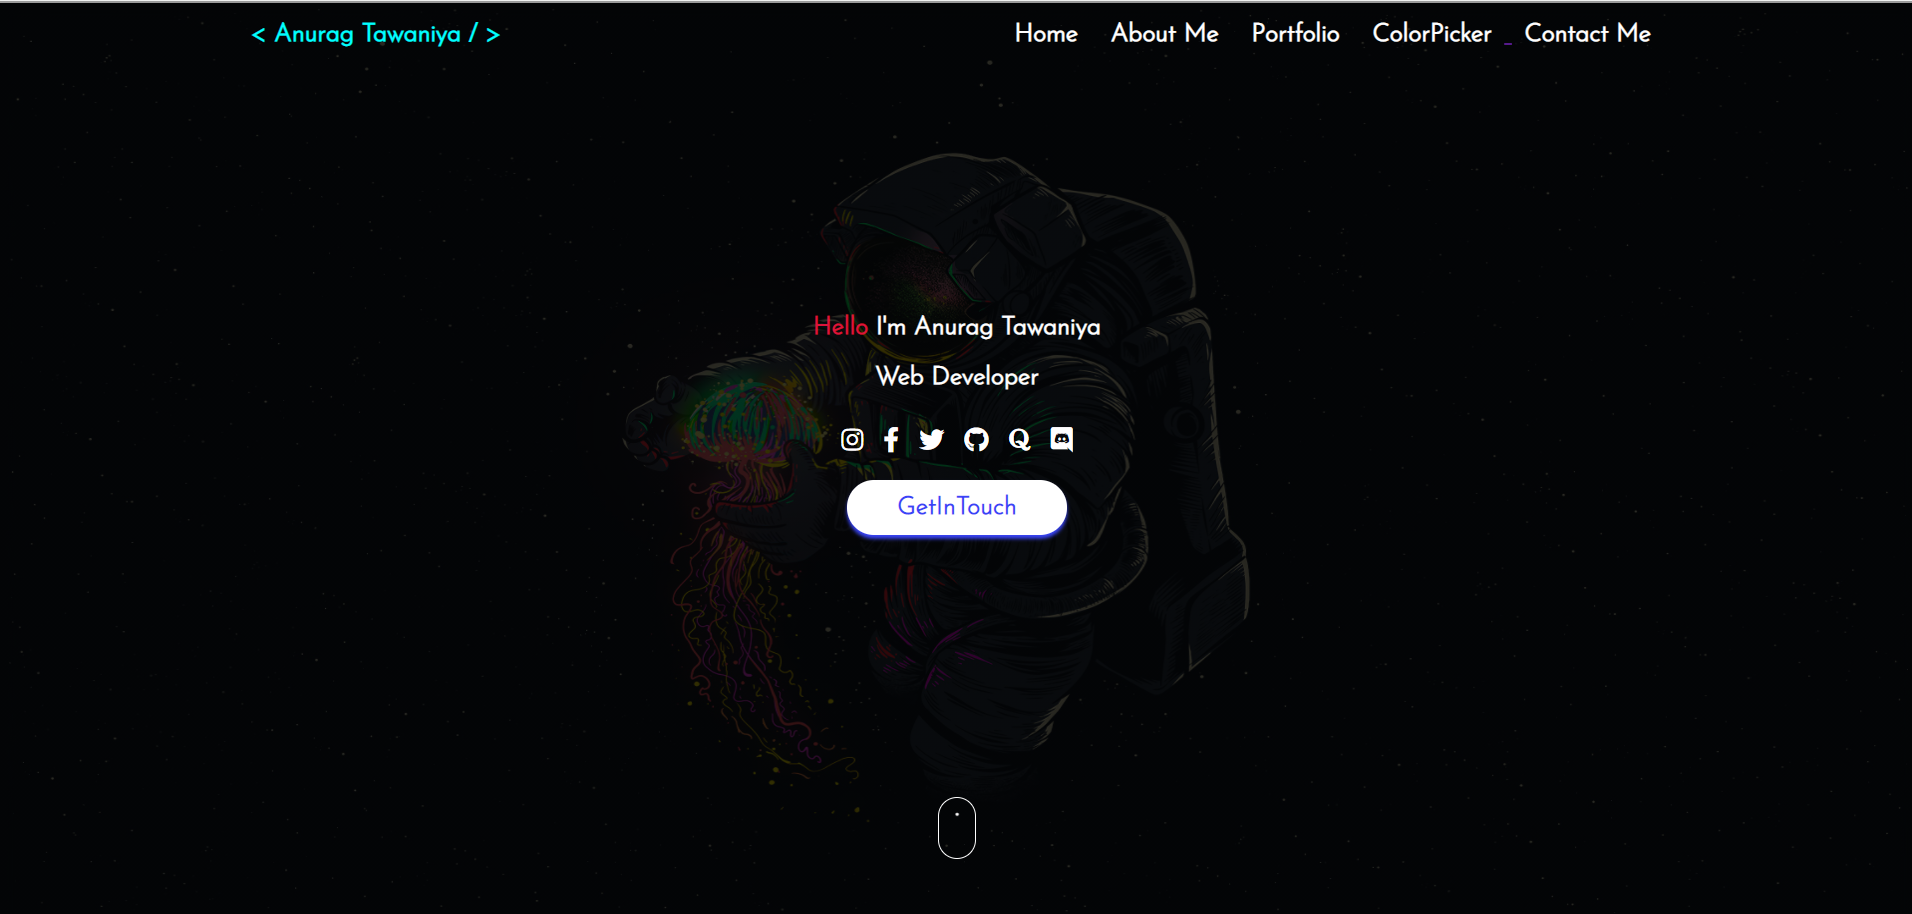 < Anurag Tawaniya / >
Home About Me Portfolio ColorPicker _ Contact Me
Hello I'm Anurag Tawaniya
Web Developer
GetInTouch